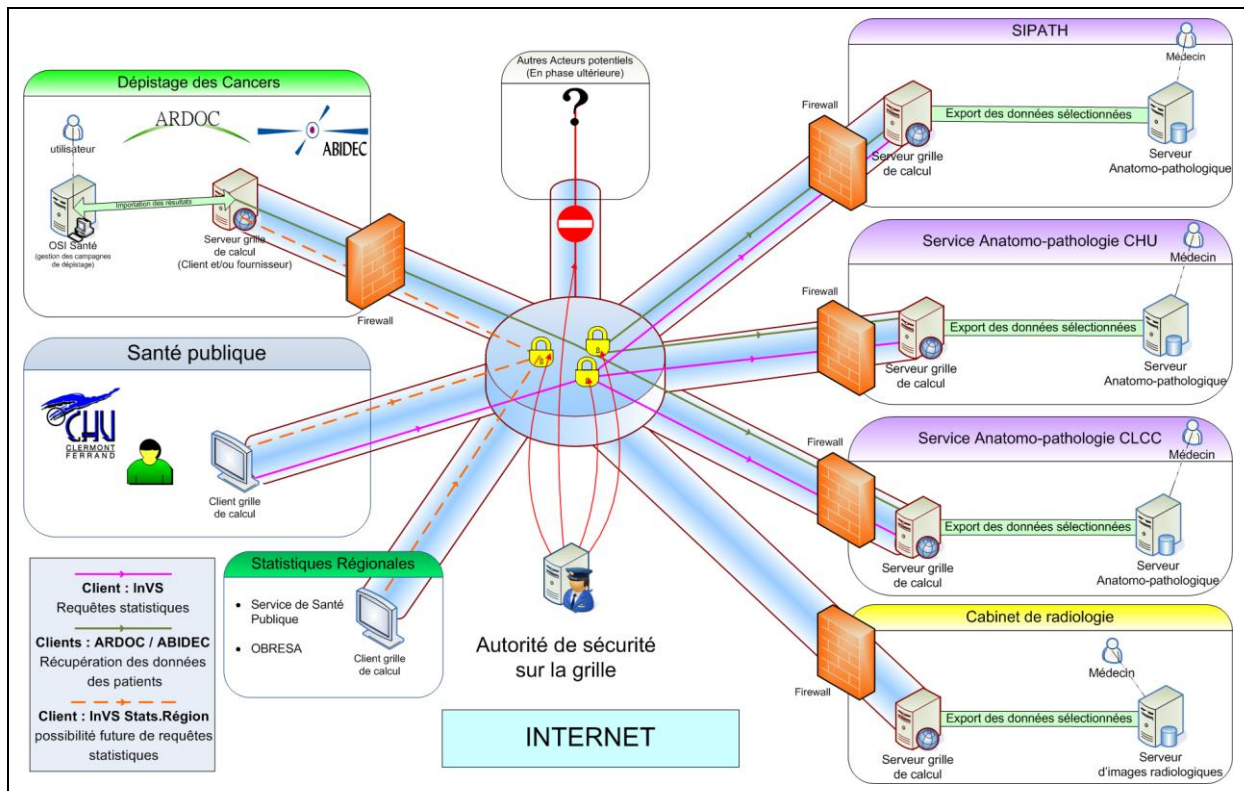 Dépistage des Cancers
ARDOC
ABIDEC
utilisateur
Importation des résultats
OSI Santé
(gestion des campagnes
de dépistage)
Serveur grille
de calcul
(Client et/ou fournisseur)
Firewall
Autres Acteurs potentiels
(En phase ultérieure)
?
SIPATH
Médecin
Firewall
Export des données sélectionnées
Serveur grille
de calcul
Serveur
Anatomo-pathologique
Service Anatomo-pathologie CHU
Médecin
Firewall
Export des données sélectionnées
Serveur grille
de calcul
Serveur
Anatomo-pathologique
Santé publique
CHU
CLERMONT
FERRAND
Client grille
de calcul
Service Anatomo-pathologie CLCC
Médecin
Firewall
Export des données sélectionnées
Serveur grille
de calcul
Serveur
Anatomo-pathologique
Client : InVS
Requêtes statistiques
Clients : ARDOC / ABIDEC
Récupération des données
des patients
Client : InVS Stats.Région
possibilité future de requêtes
statistiques
Statistiques Régionales
• Service de Santé
Publique
• OBRESA
Client grille
de calcul
Autorité de sécurité
sur la grille
INTERNET
Cabinet de radiologie
Médecin
Firewall
Export des données sélectionnées
Serveur grille
de calcul
Serveur
d'images radiologiques